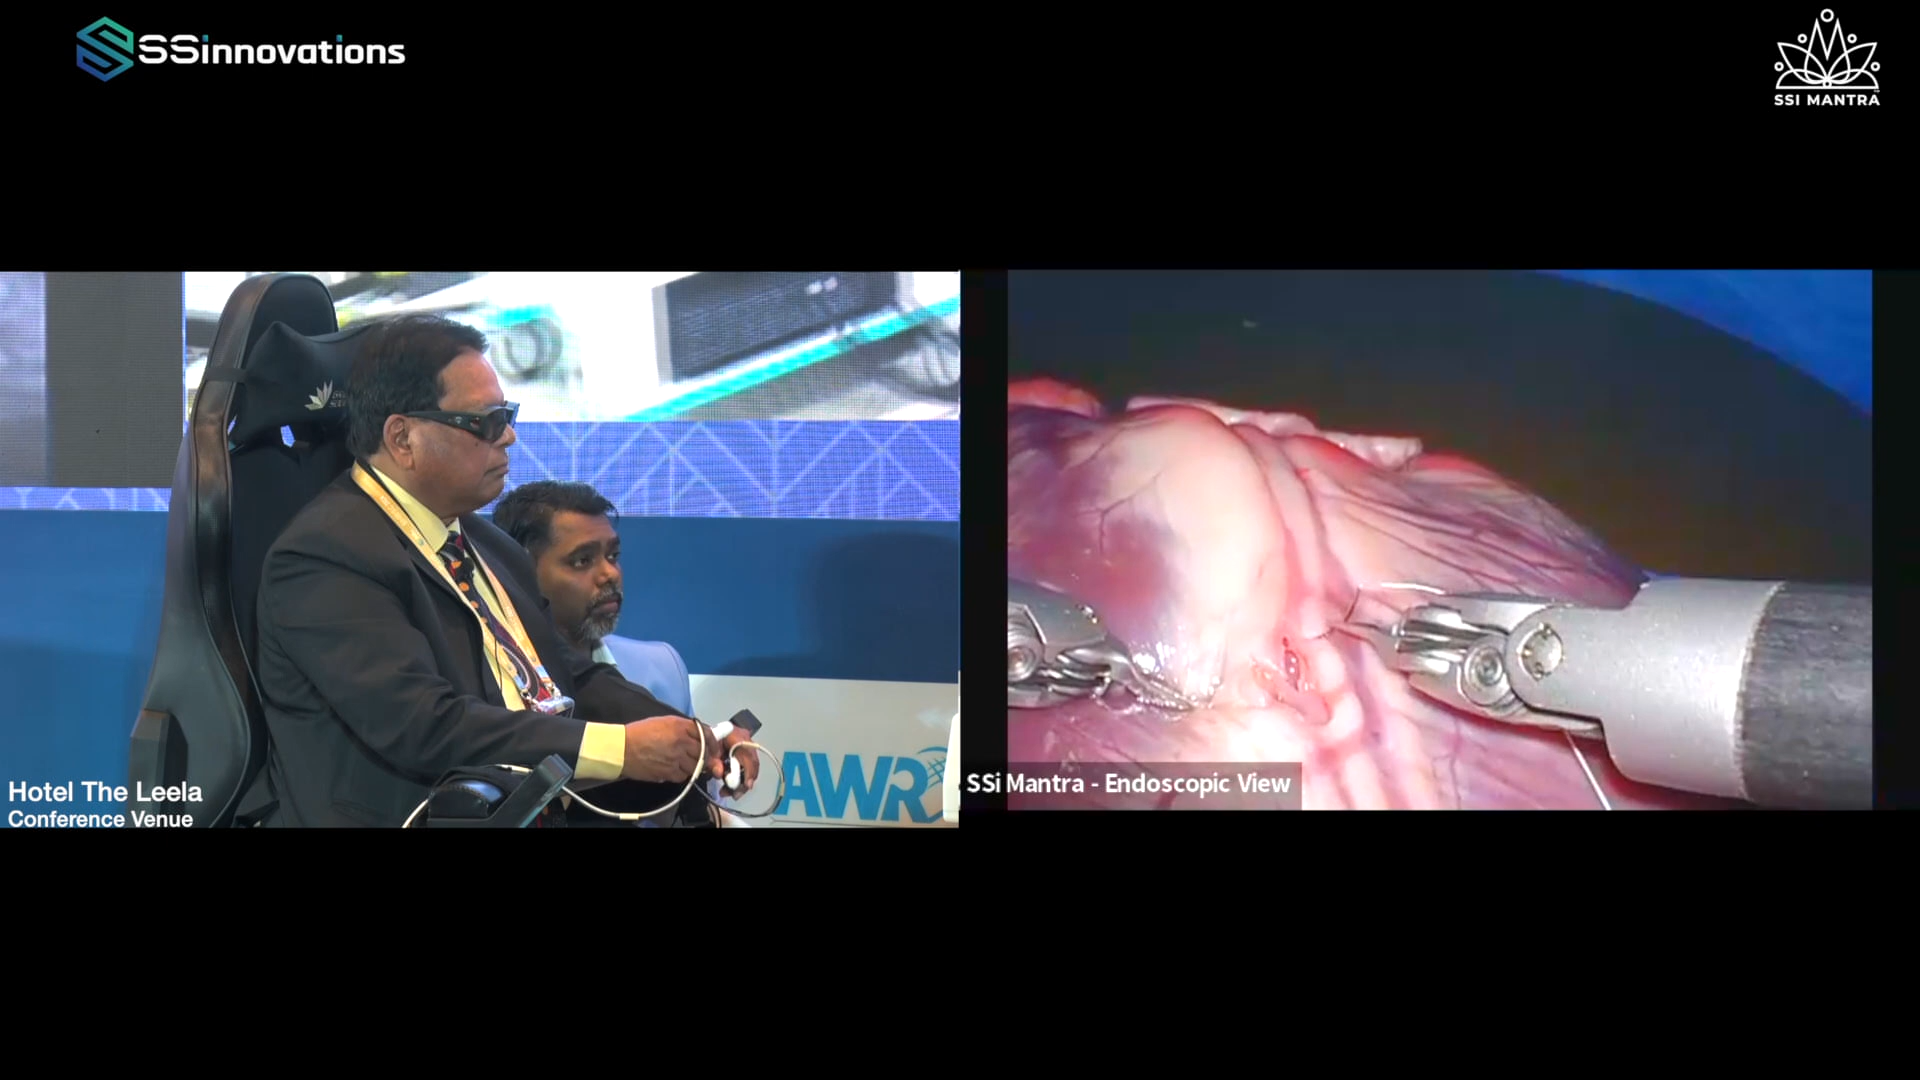 SSinnovations
SSI MANTRA
Hotel The Leela
Conference Venue
AWR
SSi Mantra - Endoscopic View